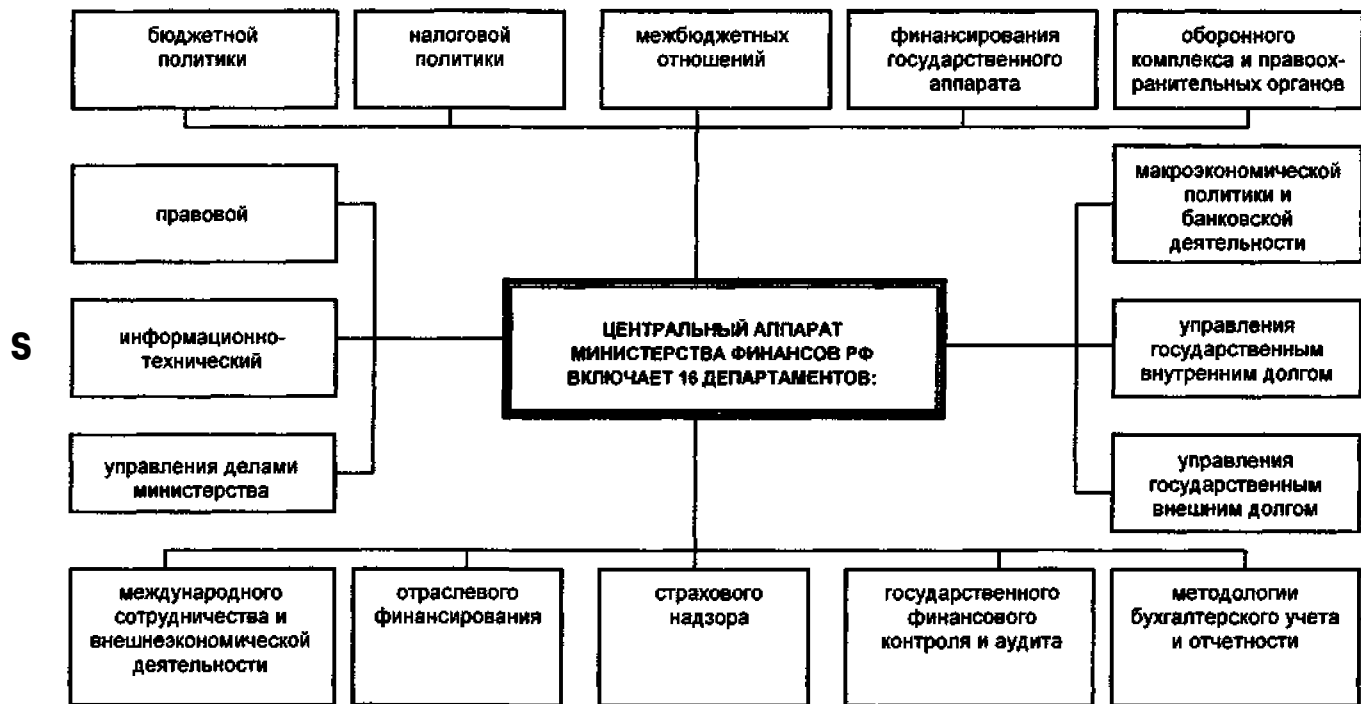 бюджетной
политики
налоговой
политики
межбюджетных
отношений
финансирования
государственного
аппарата
оборонного
комплекса и правоох-
ранительных органов
правовой
макроэкономической
политики и
банковской
деятельности
S
информационно-
технический
ЦЕНТРАЛЬНЫЙ АППАРАТ
МИНИСТЕРСТВА ФИНАНСОВ РФ
ВКЛЮЧАЕТ 16 ДЕПАРТАМЕНТОВ:
управления
государственным
внутренним долгом
управления делами
министерства
управления
государственным
внешним долгом
международного
сотрудничества и
внешнеэкономической
деятельности
отраслевого
финансирования
страхового
надзора
государственного
финансового
контроля и аудита
методологии
бухгалтерского учета
и отчетности